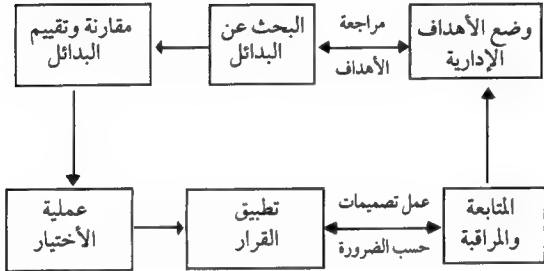 وضع الأهداف
الإدارية
مراجعة
الأهداف
البحث عن
البدائل
مقارنة وتقييم
البدائل
عملية
الأختيار
تطبيق
القرار
عمل تصميمات
حسب الضرورة
المتابعة
والمراقبة